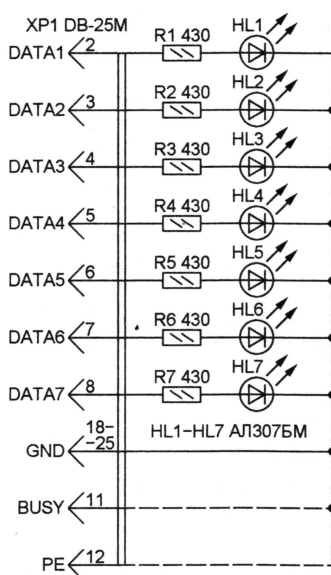 XP1 DB-25M
DATA1 2 R1 430 HL1
DATA2 3 R2 430 HL2
DATA3 4 R3 430 HL3
DATA4 5 R4 430 HL4
DATA5 6 R5 430 HL5
DATA6 7 R6 430 HL6
DATA7 8 R7 430 HL7
18-
GND -25 HL1-HL7 АЛ307БМ
BUSY 11
PE 12